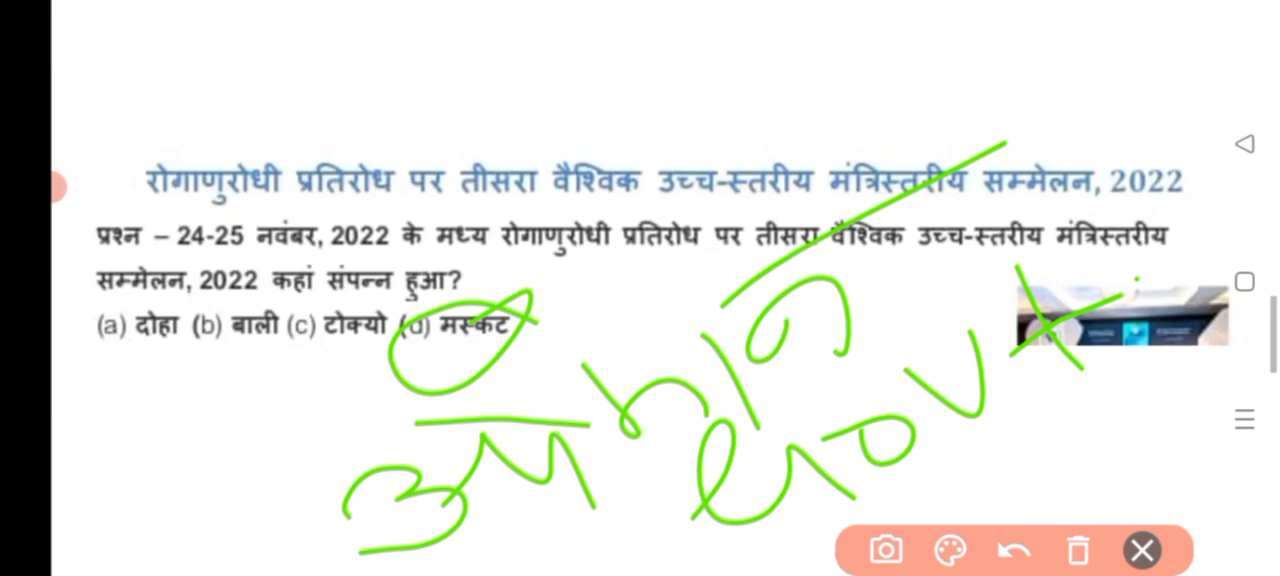 रोगाणुरोधी प्रतिरोध पर तीसरा वैश्विक उच्च-स्तरीय मंत्रिस्तरीय सम्मेलन, 2022
प्रश्न – 24-25 नवंबर, 2022 के मध्य रोगाणुरोधी प्रतिरोध पर तीसरा वैश्विक उच्च-स्तरीय मंत्रिस्तरीय
सम्मेलन, 2022 कहां संपन्न हुआ?
(a) दोहा (b) बाली (c) टोक्यो (d) मस्कट